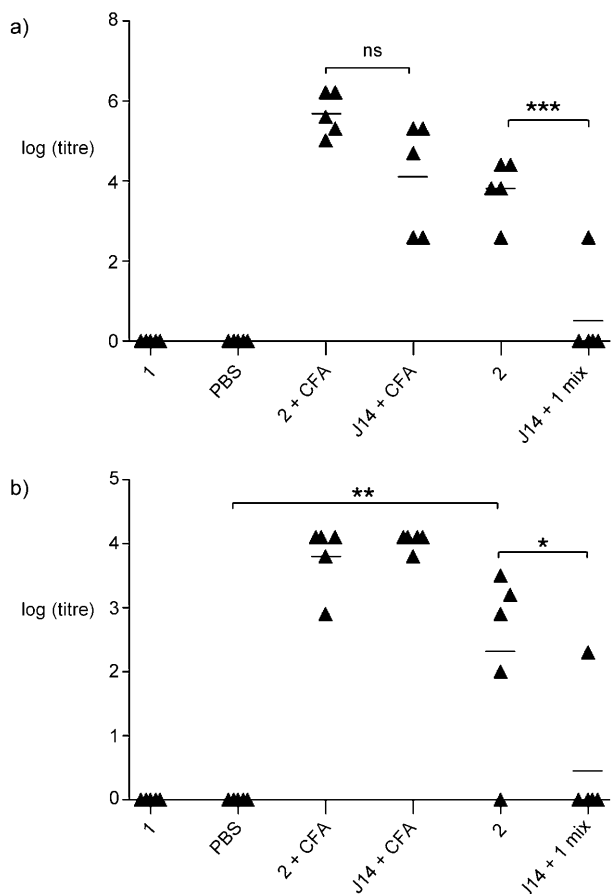 a)
8
6
4
2
0
log (titre)
ns
***
1
PBS
2 + CFA
J14 + CFA
2
J14 + 1 mix
b)
5
4
3
2
1
0
log (titre)
**
*
1
PBS
2 + CFA
J14 + CFA
2
J14 + 1 mix